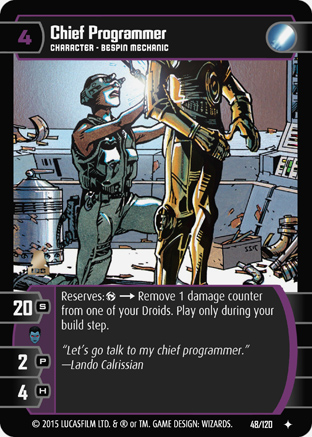 4
Chief Programmer
CHARACTER • BESPIN MECHANIC
20 S
Reserves: → Remove 1 damage counter
from one of your Droids. Play only during your
build step.
2 P
“Let’s go talk to my chief programmer.”
—Lando Calrissian
4 H
© 2015 LUCASFILM LTD. & ® or TM. GAME DESIGN: WIZARDS. 48/120